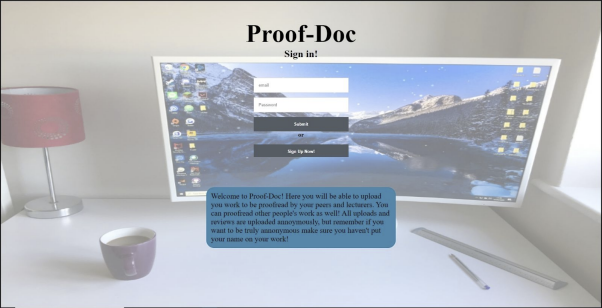 Proof-Doc
Sign in!
email
Password
Submit
or
Sign Up Now!
Welcome to Proof-Doc! Here you will be able to upload
you work to be proofread by your peers and lecturers. You
can proofread other people's work as well! All uploads and
reviews are uploaded annoymously, but remember if you
want to be truly annonymous make sure you haven't put
your name on your work!